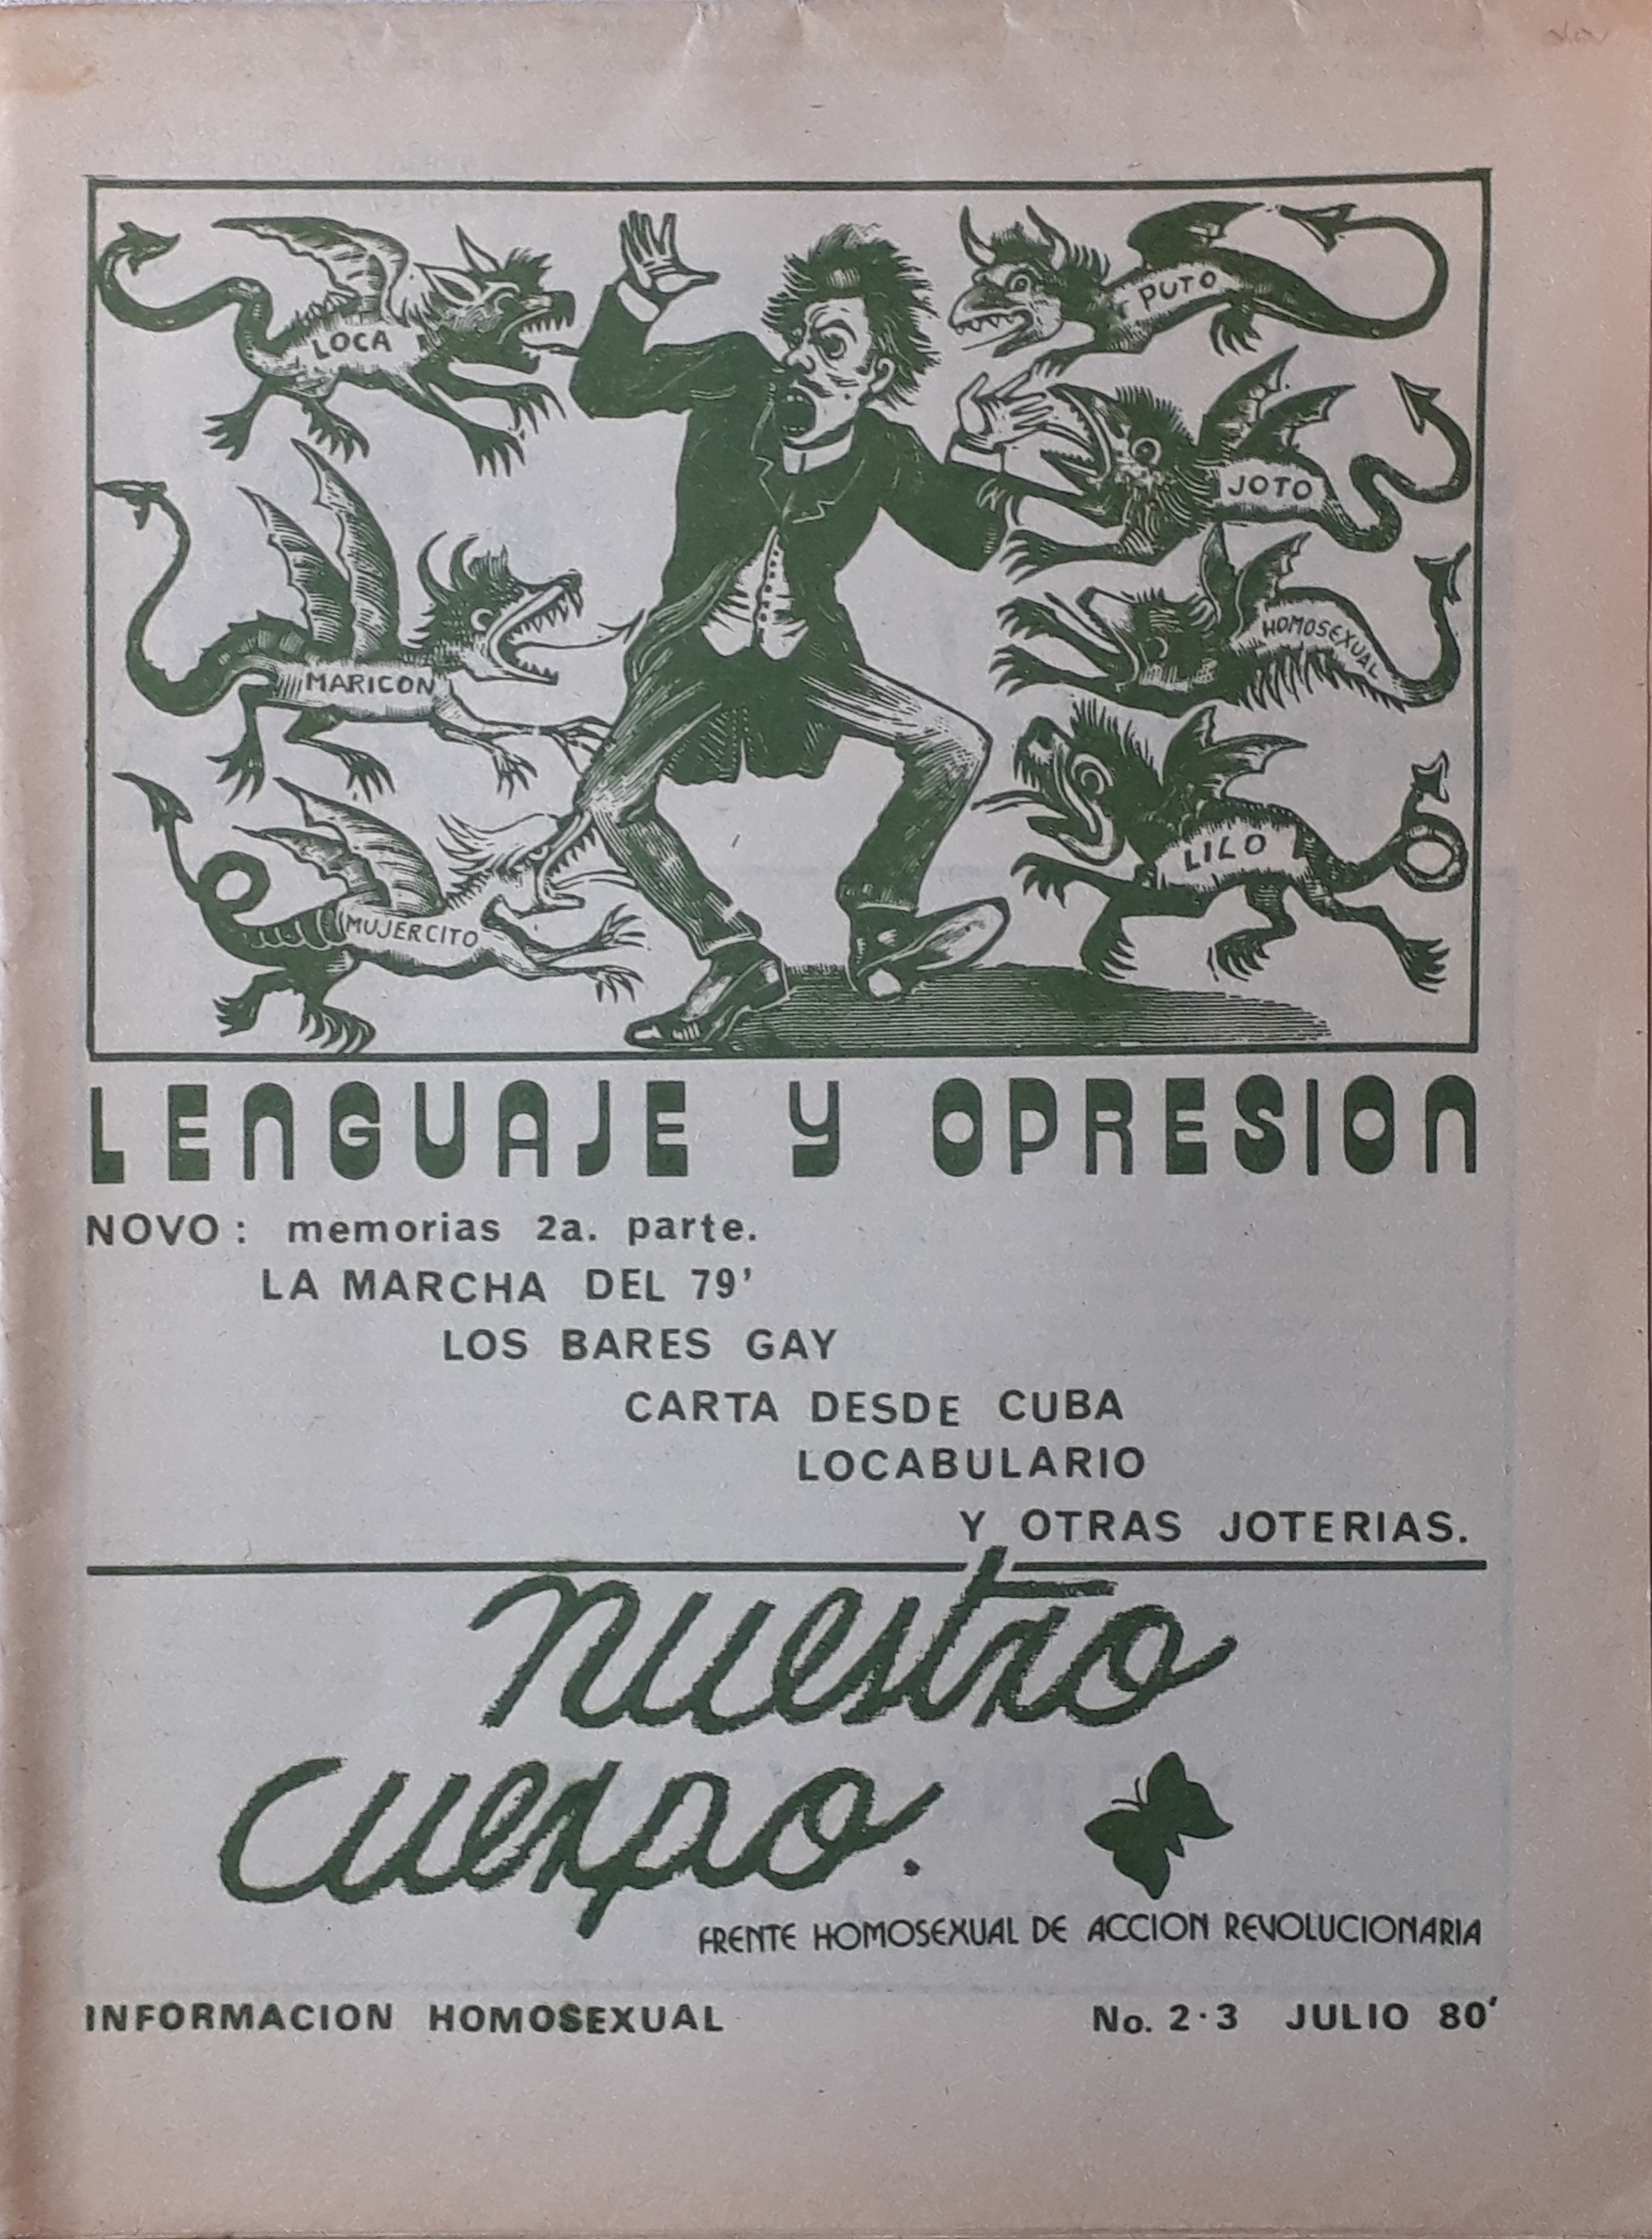 LOCA
PUTO
JOTO
MARICON
HOMOSEXUAL
MUJERCITO
LILO
LENGUAJE Y OPRESION
NOVO: memorias 2a. parte.
LA MARCHA DEL 79'
LOS BARES GAY
CARTA DESDE CUBA
LOCABULARIO
Y OTRAS JOTERIAS.
nuestro
cuerpo.
FRENTE HOMOSEXUAL DE ACCION REVOLUCIONARIA
INFORMACION HOMOSEXUAL No. 2·3 JULIO 80'